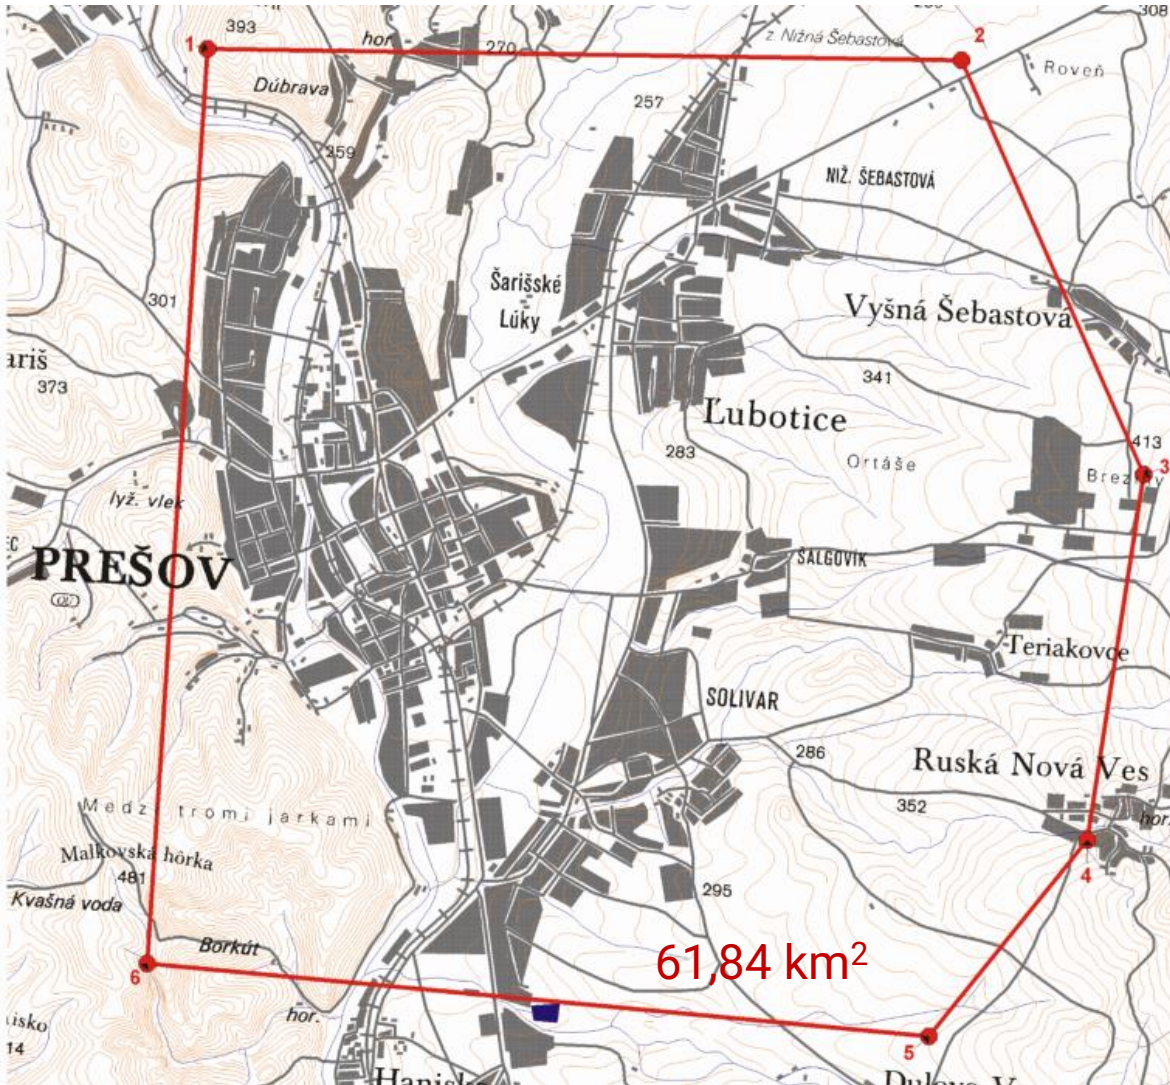 393
308
1
hor.
270
z. Nižná Šebastová
2
Roveň
Dúbrava
257
259
NIŽ. ŠEBASTOVÁ
Šarišské
Lúky
301
Vyšná Šebastová
ariš
373
341
Ľubotice
283
Ortáše
413
3
lyž. vlek
PREŠOV
ŠALGOVÍK
Teriakovce
SOLIVAR
286
Ruská Nová Ves
352
hor.
Medzi tromi jarkami
Malkovská hôrka
481
4
295
Kvašná voda
Borkút
61,84 km²
6
hor.
14
5